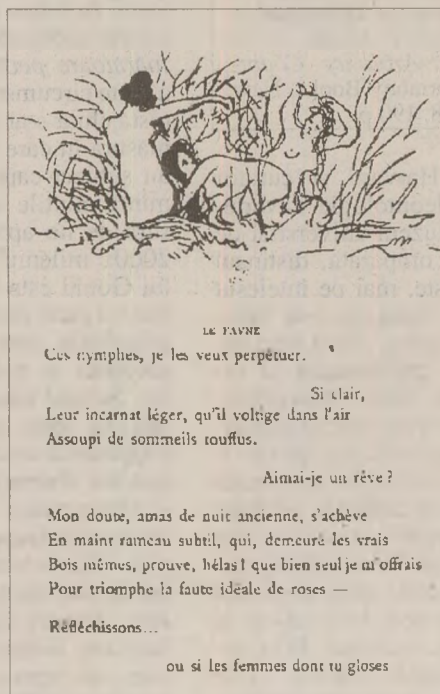 LE FAVNE
Ces nymphes, je les veux perpétuer.
Si clair,
Leur incarnat léger, qu'il voltige dans l'air
Assoupi de sommeils touffus.
Aimai-je un rêve?
Mon doute, amas de nuit ancienne, s'achève
En maint rameau subtil, qui, demeuré les vrais
Bois mêmes, prouve, hélas! que bien seul je m'offrais
Pour triomphe la faute idéale de roses —
Réfléchissons...
ou si les femmes dont tu gloses